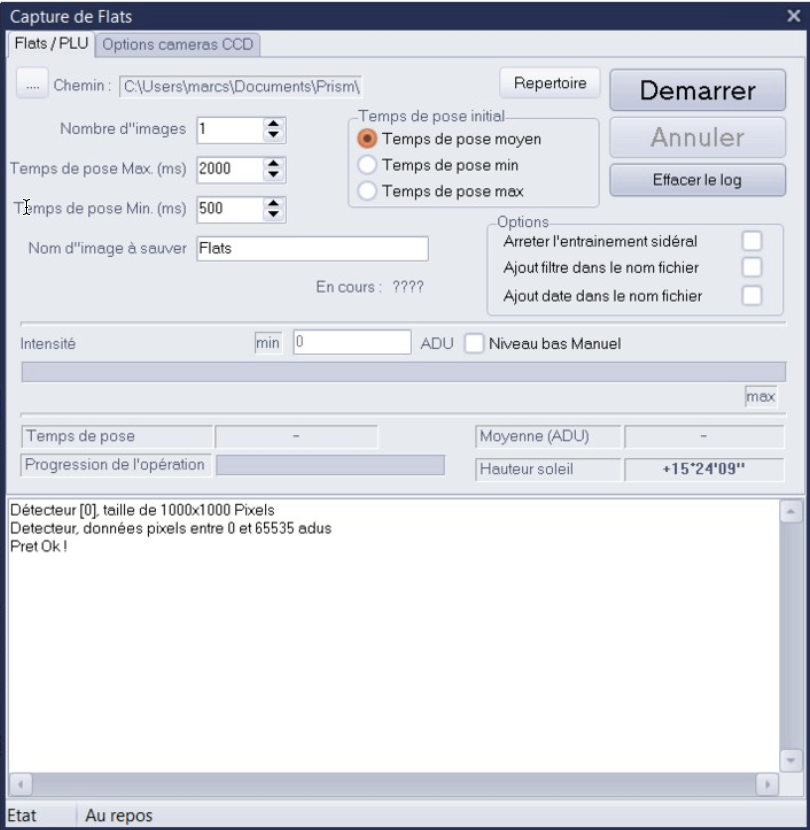 Capture de Flats
Flats / PLU Options cameras CCD
.... Chemin : C:\Users\marcs\Documents\Prism\ Repertoire Demarrer
Nombre d''images 1 Temps de pose initial
Temps de pose moyen Annuler
Temps de pose Max. (ms) 2000 Temps de pose min
Temps de pose max Effacer le log
Temps de pose Min. (ms) 500
Options
Nom d''image à sauver Flats Arreter l'entrainement sidéral
Ajout filtre dans le nom fichier
En cours : ???? Ajout date dans le nom fichier
Intensité min 0 ADU Niveau bas Manuel
max
Temps de pose - Moyenne (ADU) -
Progression de l'opération Hauteur soleil +15°24'09''
Détecteur [0], taille de 1000x1000 Pixels
Detecteur, données pixels entre 0 et 65535 adus
Pret Ok !
Etat Au repos